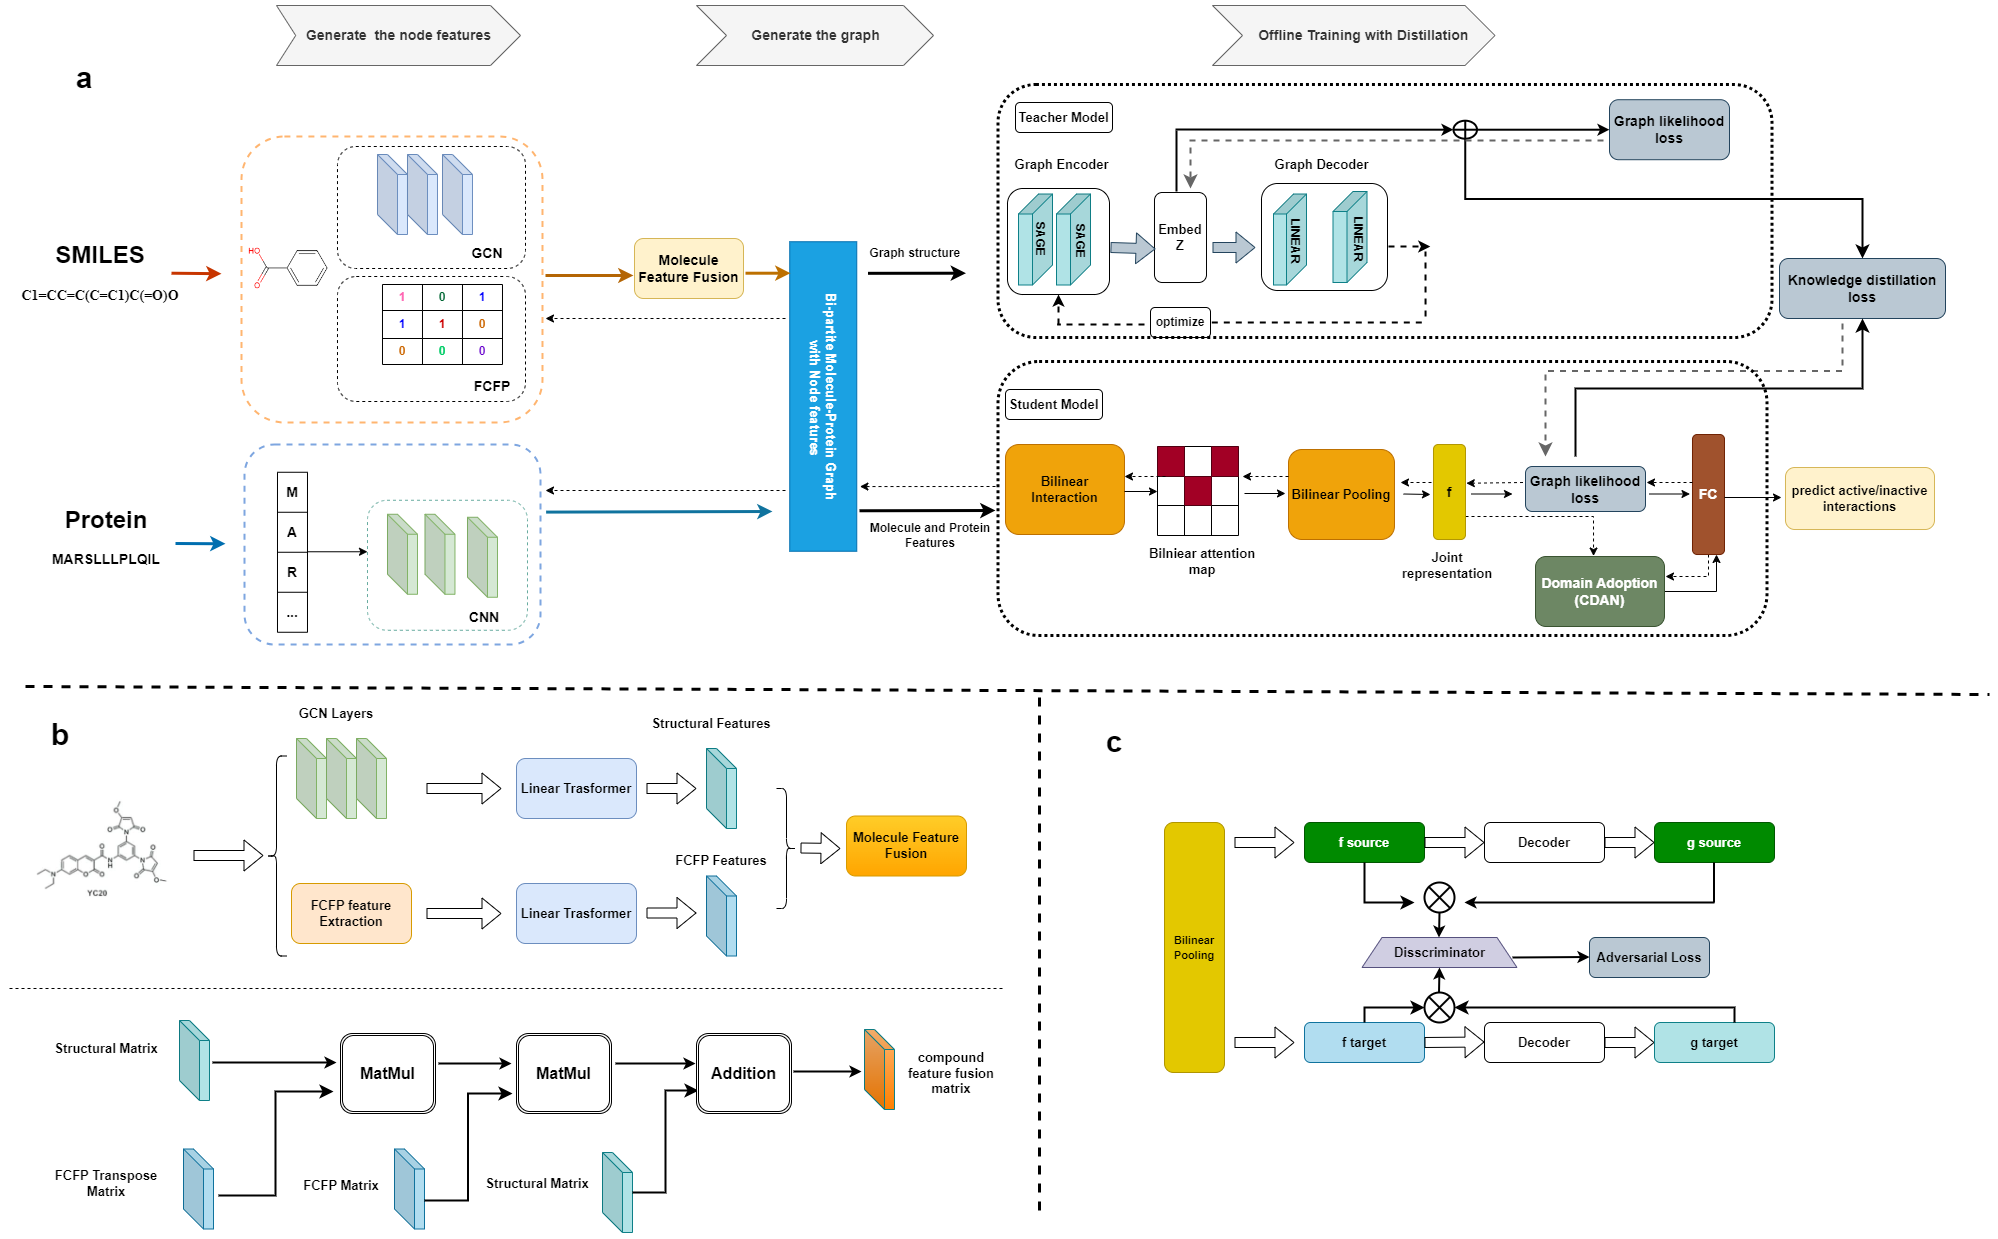 Generate the node features
Generate the graph
Offline Training with Distillation
a
SMILES
C1=CC=C(C=C1)C(=O)O
HO
O
GCN
1 0 1
1 1 0
0 0 0
FCFP
Molecule
Feature Fusion
Protein
MARSLLLPLQIL
M
A
R
...
CNN
Bi-partite Molecule-Protein Graph
with Node features
Graph structure
Molecule and Protein
Features
Teacher Model
Graph Encoder
SAGE
SAGE
Embed
Z
Graph Decoder
LINEAR
LINEAR
optimize
Graph likelihood
loss
Knowledge distillation
loss
Student Model
Bilinear
Interaction
Bilniear attention
map
Bilinear Pooling
f
Joint
representation
Graph likelihood
loss
FC
Domain Adoption
(CDAN)
predict active/inactive
interactions
b
YC20
GCN Layers
FCFP feature
Extraction
Linear Trasformer
Linear Trasformer
Structural Features
FCFP Features
Molecule Feature
Fusion
Structural Matrix
FCFP Transpose
Matrix
MatMul
FCFP Matrix
MatMul
Structural Matrix
Addition
compound
feature fusion
matrix
c
Bilinear
Pooling
f source
Decoder
g source
Disscriminator
Adversarial Loss
f target
Decoder
g target